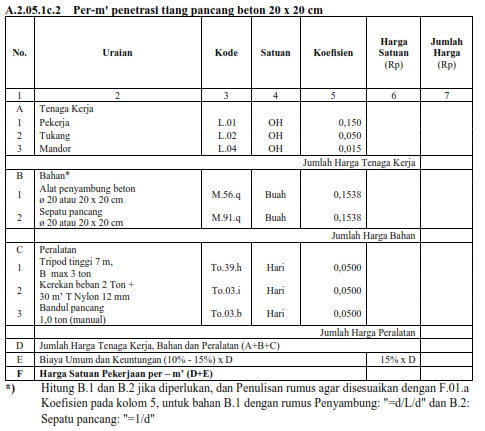 A.2.05.1c.2 Per-m' penetrasi tiang pancang beton 20 x 20 cm
No. Uraian Kode Satuan Koefisien Harga Satuan (Rp) Jumlah Harga (Rp)
1 2 3 4 5 6 7
A Tenaga Kerja
1 Pekerja L.01 OH 0,150
2 Tukang L.02 OH 0,050
3 Mandor L.04 OH 0,015
Jumlah Harga Tenaga Kerja
B Bahan*
1 Alat penyambung beton ø 20 atau 20 x 20 cm M.56.q Buah 0,1538
2 Sepatu pancang ø 20 atau 20 x 20 cm M.91.q Buah 0,1538
Jumlah Harga Bahan
C Peralatan
1 Tripod tinggi 7 m, B max 3 ton To.39.h Hari 0,0500
2 Kerekan beban 2 Ton + 30 m' T Nylon 12 mm To.03.i Hari 0,0500
3 Bandul pancang 1,0 ton (manual) To.03.b Hari 0,0500
Jumlah Harga Peralatan
D Jumlah Harga Tenaga Kerja, Bahan dan Peralatan (A+B+C)
E Biaya Umum dan Keuntungan (10% - 15%) x D 15% x D
F Harga Satuan Pekerjaan per – m' (D+E)
*) Hitung B.1 dan B.2 jika diperlukan, dan Penulisan rumus agar disesuaikan dengan F.01.a
Koefisien pada kolom 5, untuk bahan B.1 dengan rumus Penyambung: "=d/L/d" dan B.2:
Sepatu pancang: "=1/d"